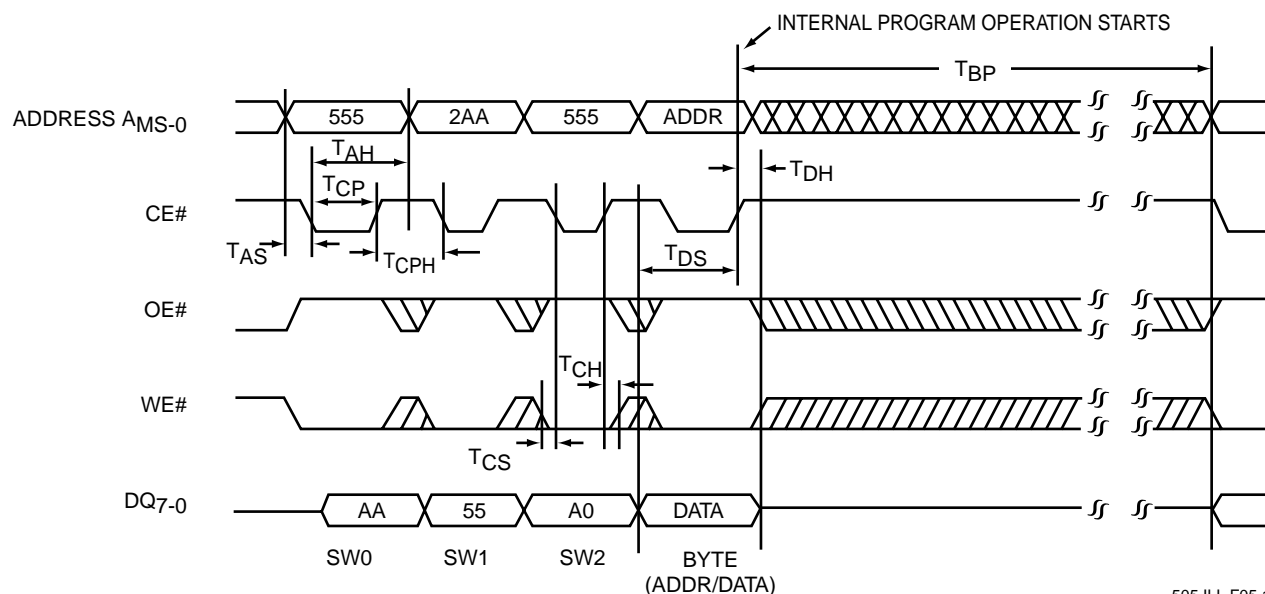 INTERNAL PROGRAM OPERATION STARTS
TBP
ADDRESS AMS-0
555
2AA
555
ADDR
TAH
TDH
TCP
CE#
TAS
TCPH
TDS
OE#
TCH
WE#
TCS
DQ7-0
AA
55
A0
DATA
SW0
SW1
SW2
BYTE
(ADDR/DATA)